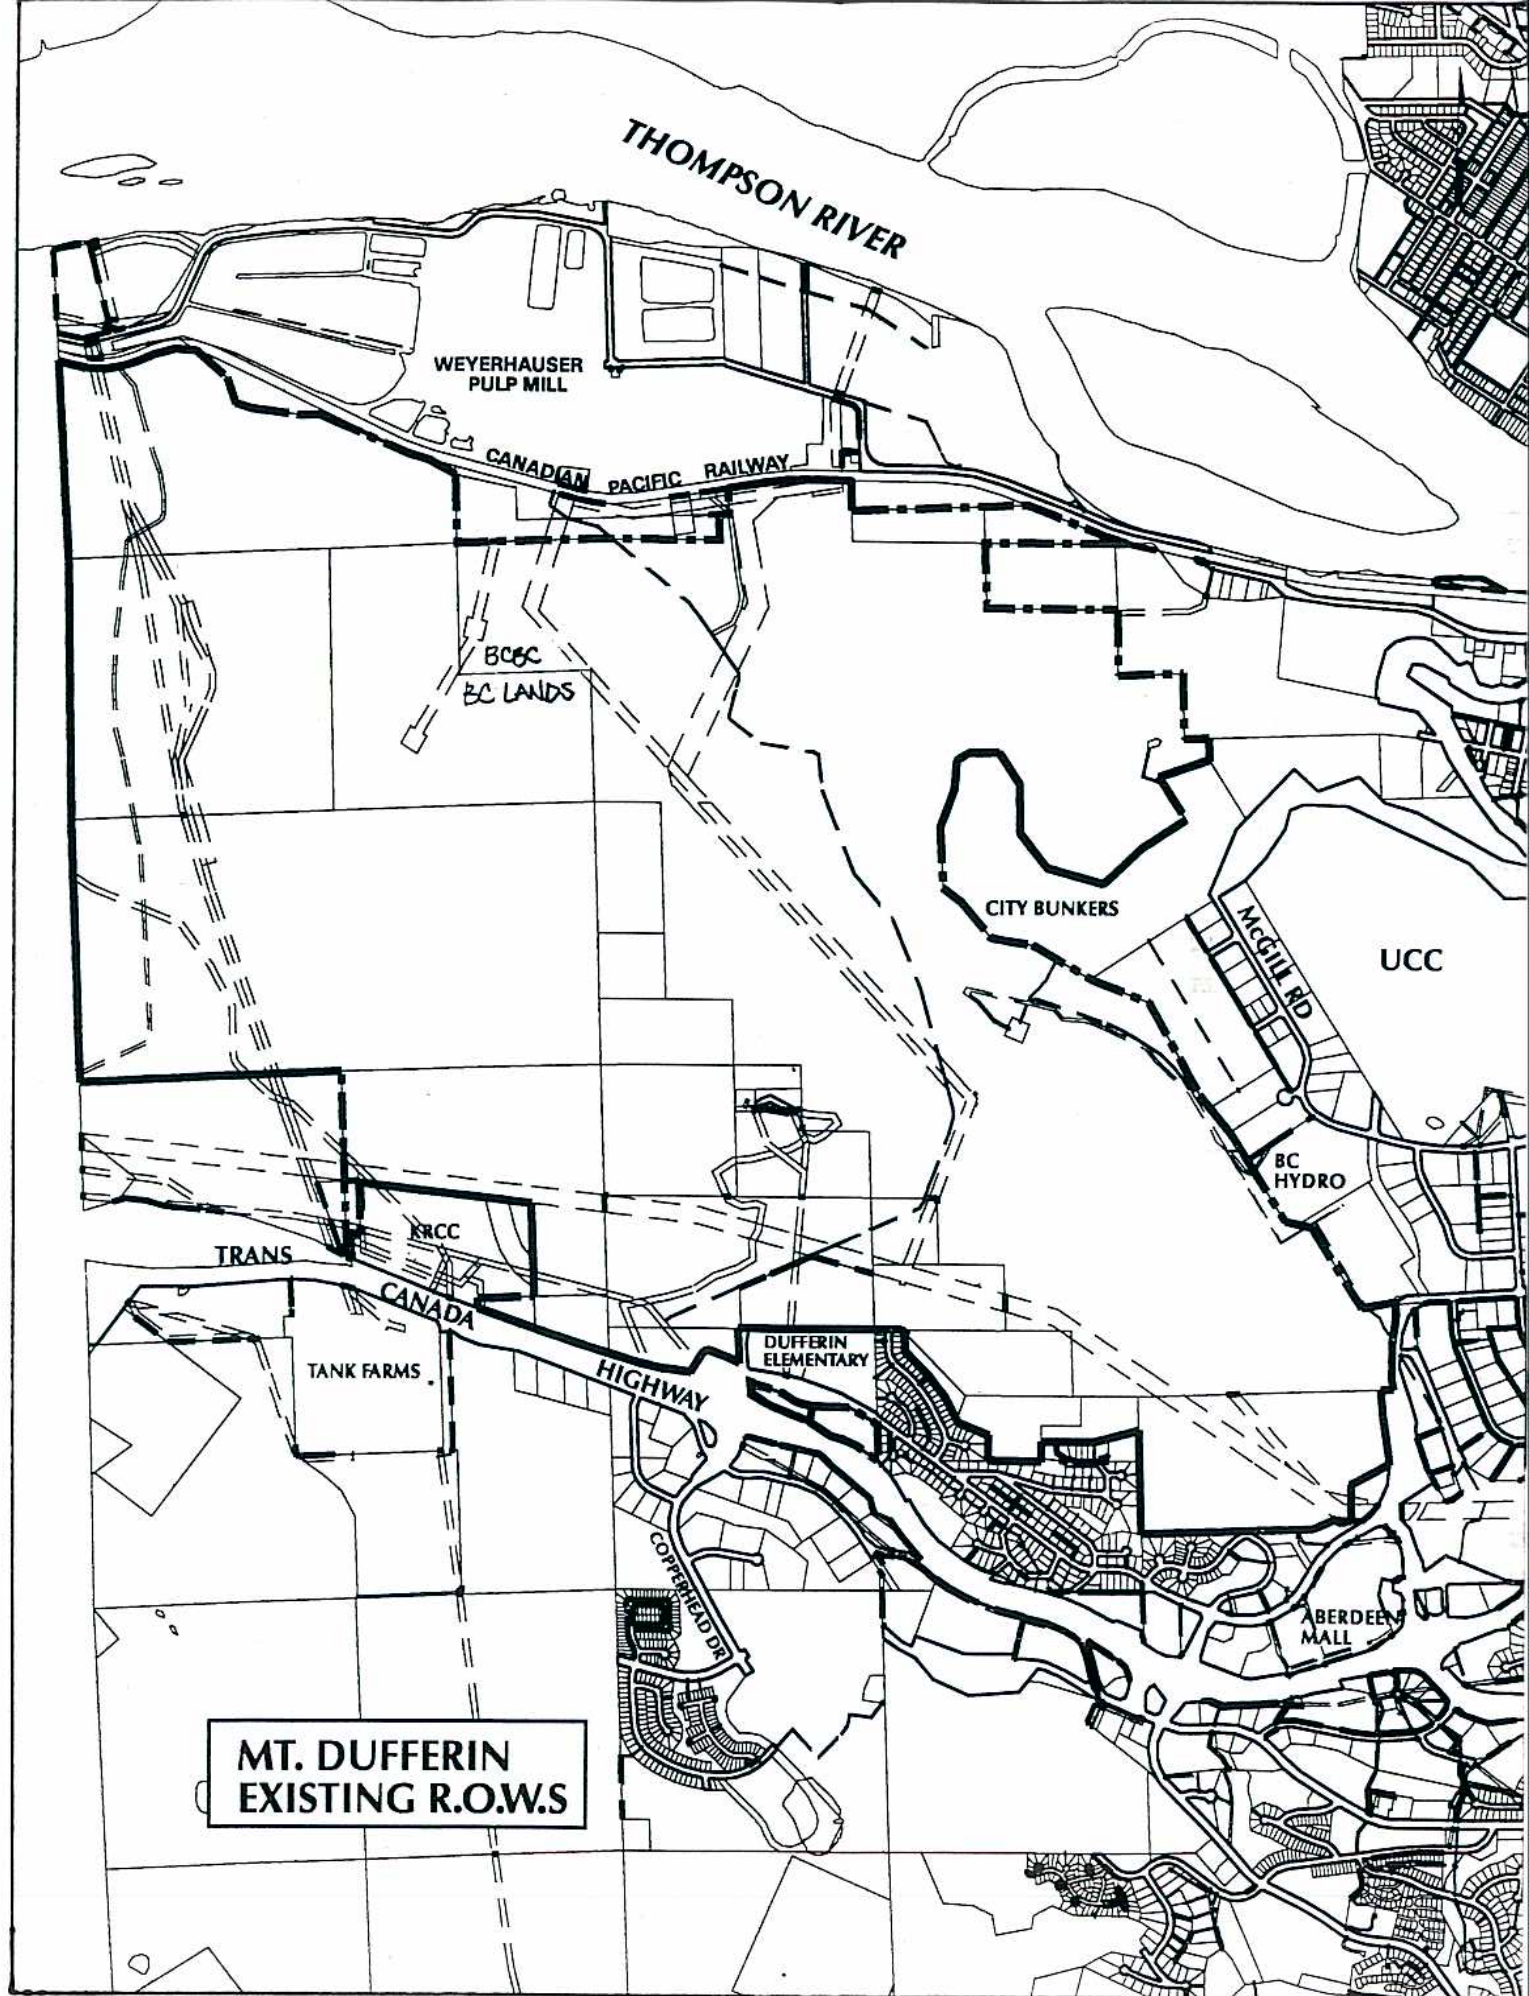 THOMPSON RIVER
WEYERHAUSER
PULP MILL
CANADIAN PACIFIC RAILWAY
BCBC
BC LANDS
CITY BUNKERS
McGILL RD
UCC
BC
HYDRO
KRCC
TRANS
CANADA
HIGHWAY
DUFFERIN
ELEMENTARY
TANK FARMS
COPPERHEAD DR
ABERDEEN
MALL
MT. DUFFERIN
EXISTING R.O.W.S